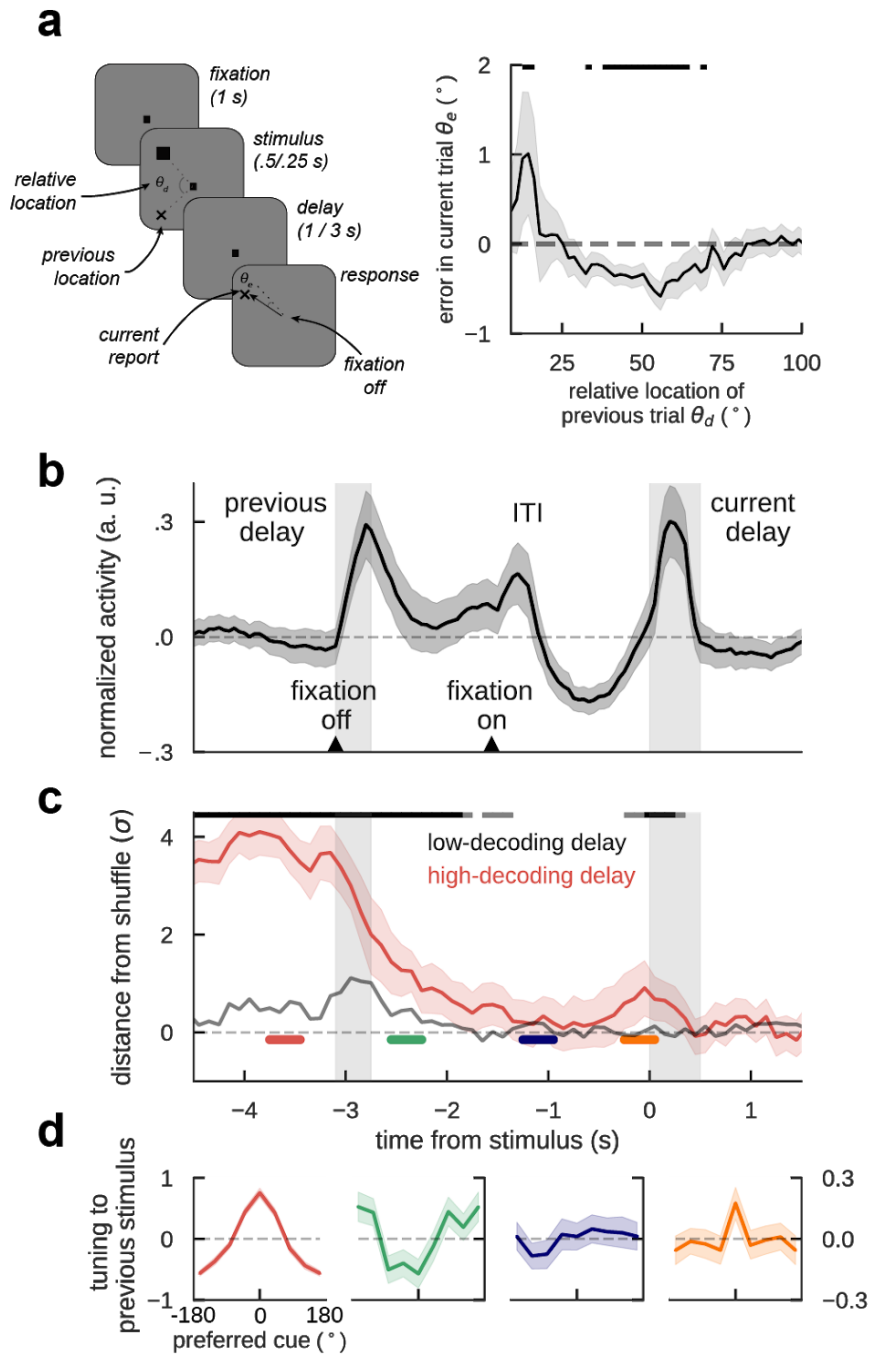 a
fixation
(1 s)
stimulus
(.5/.25 s)
relative
location
θd
delay
(1 / 3 s)
previous
location
response
θe
current
report
fixation
off
error in current trial θe (°)
2
1
0
−1
25
50
75
100
relative location of
previous trial θd (°)
b
normalized activity (a. u.)
.3
.0
−.3
previous
delay
ITI
current
delay
fixation
off
fixation
on
c
distance from shuffle (σ)
4
2
0
low-decoding delay
high-decoding delay
−4
−3
−2
−1
0
1
time from stimulus (s)
d
tuning to
previous stimulus
1
0
−1
-180
0
180
preferred cue (°)
0.3
0.0
−0.3